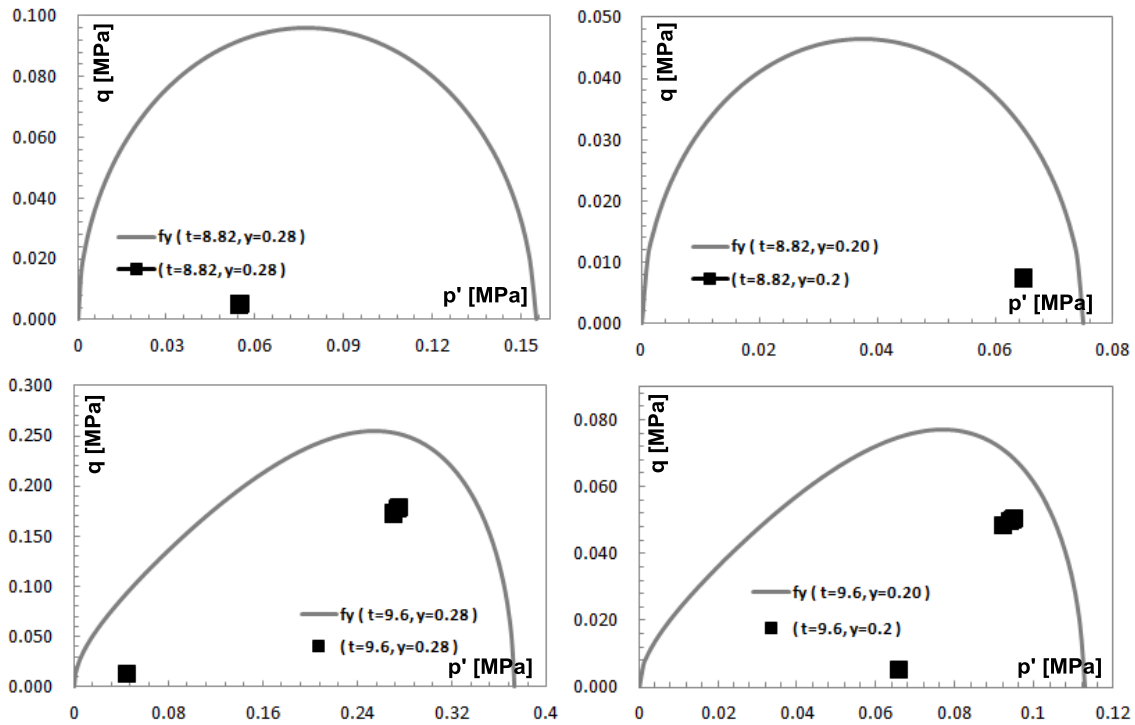 0.100
0.080
0.060
0.040
0.020
0.000
q [MPa]
fy ( t=8.82, y=0.28 )
( t=8.82, y=0.28 )
p' [MPa]
0 0.03 0.06 0.09 0.12 0.15
0.050
0.040
0.030
0.020
0.010
0.000
q [MPa]
fy ( t=8.82, y=0.20 )
( t=8.82, y=0.2 )
p' [MPa]
0 0.02 0.04 0.06 0.08
0.300
0.250
0.200
0.150
0.100
0.050
0.000
q [MPa]
fy ( t=9.6, y=0.28 )
( t=9.6, y=0.28 )
p' [MPa]
0 0.08 0.16 0.24 0.32 0.4
0.080
0.060
0.040
0.020
0.000
q [MPa]
fy ( t=9.6, y=0.20 )
( t=9.6, y=0.2 )
p' [MPa]
0 0.02 0.04 0.06 0.08 0.1 0.12